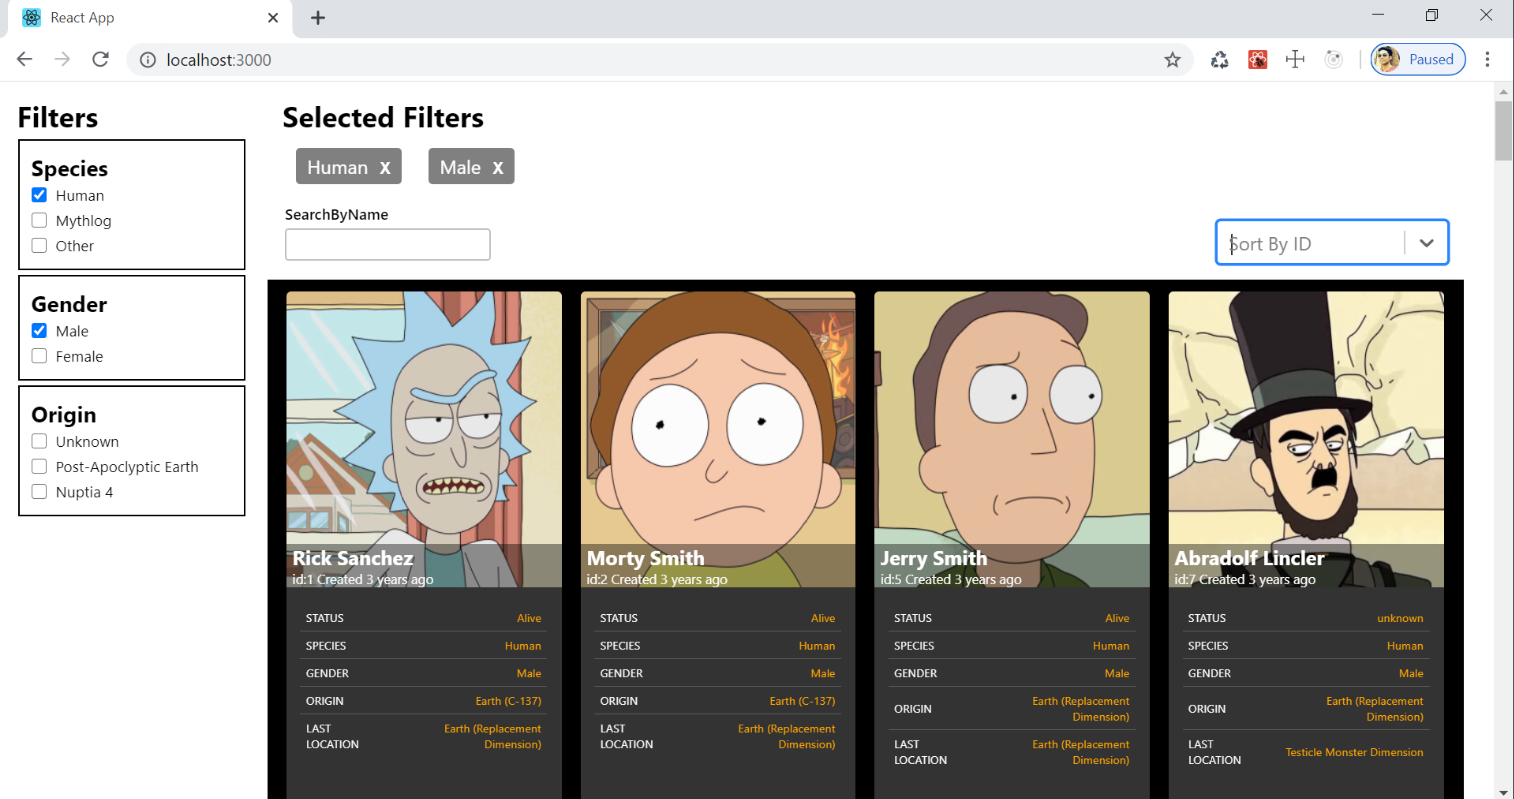 React App
localhost:3000
Paused
Filters
Species
Human
Mythlog
Other
Gender
Male
Female
Origin
Unknown
Post-Apoclyptic Earth
Nuptia 4
Selected Filters
Human X
Male X
SearchByName
Sort By ID
Rick Sanchez
id:1 Created 3 years ago
STATUS Alive
SPECIES Human
GENDER Male
ORIGIN Earth (C-137)
LAST LOCATION Earth (Replacement
Dimension)
Morty Smith
id:2 Created 3 years ago
STATUS Alive
SPECIES Human
GENDER Male
ORIGIN Earth (C-137)
LAST LOCATION Earth (Replacement
Dimension)
Jerry Smith
id:5 Created 3 years ago
STATUS Alive
SPECIES Human
GENDER Male
ORIGIN Earth (Replacement
Dimension)
LAST LOCATION Earth (Replacement
Dimension)
Abradolf Lincler
id:7 Created 3 years ago
STATUS unknown
SPECIES Human
GENDER Male
ORIGIN Earth (Replacement
Dimension)
LAST LOCATION Testicle Monster Dimension